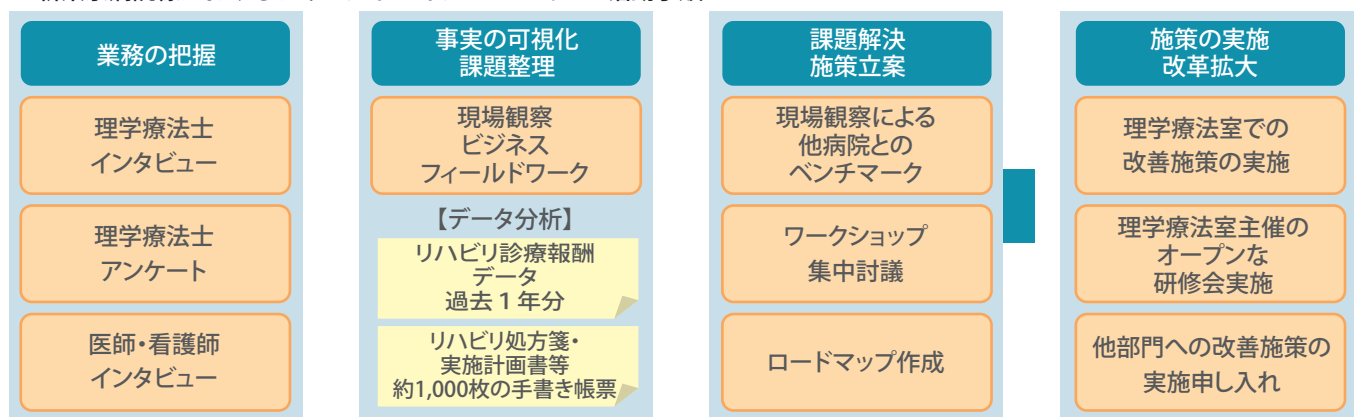 業務の把握
理学療法士
インタビュー
理学療法士
アンケート
医師・看護師
インタビュー
事実の可視化
課題整理
現場観察
ビジネス
フィールドワーク
【データ分析】
リハビリ診療報酬
データ
過去1年分
リハビリ処方箋・
実施計画書等
約1,000枚の手書き帳票
課題解決
施策立案
現場観察による
他病院との
ベンチマーク
ワークショップ
集中討議
ロードマップ作成
施策の実施
改革拡大
理学療法室での
改善施策の実施
理学療法室主催の
オープンな
研修会実施
他部門への改善施策の
実施申し入れ